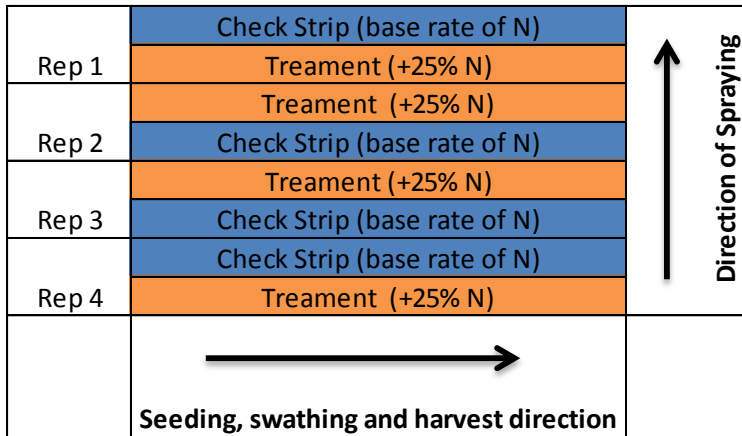 Check Strip (base rate of N)
Rep 1 Treament (+25% N)
Treament (+25% N)
Rep 2 Check Strip (base rate of N)
Treament (+25% N)
Rep 3 Check Strip (base rate of N)
Check Strip (base rate of N)
Rep 4 Treament (+25% N)
Direction of Spraying
Seeding, swathing and harvest direction